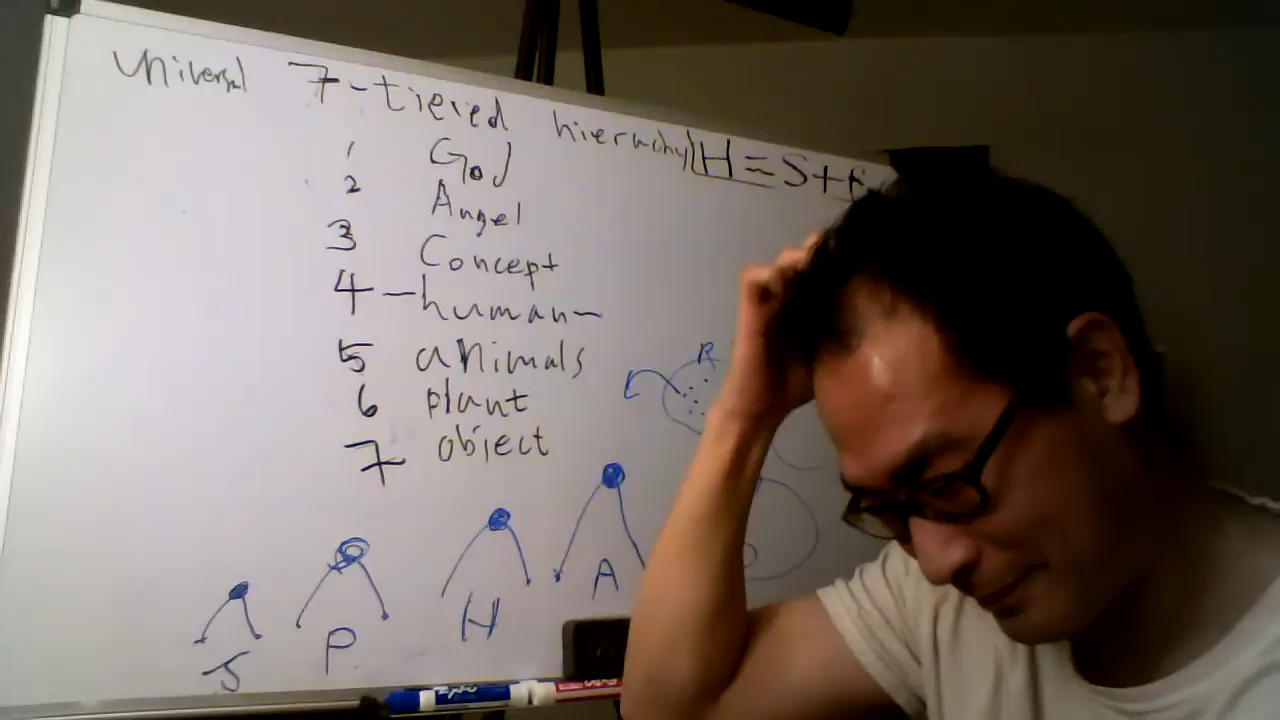 Universal 7-tiered hierarchy H = S+
1 God
2 Angel
3 Concept
4 - human -
5 animals
6 plant
7 object
R
J P H A